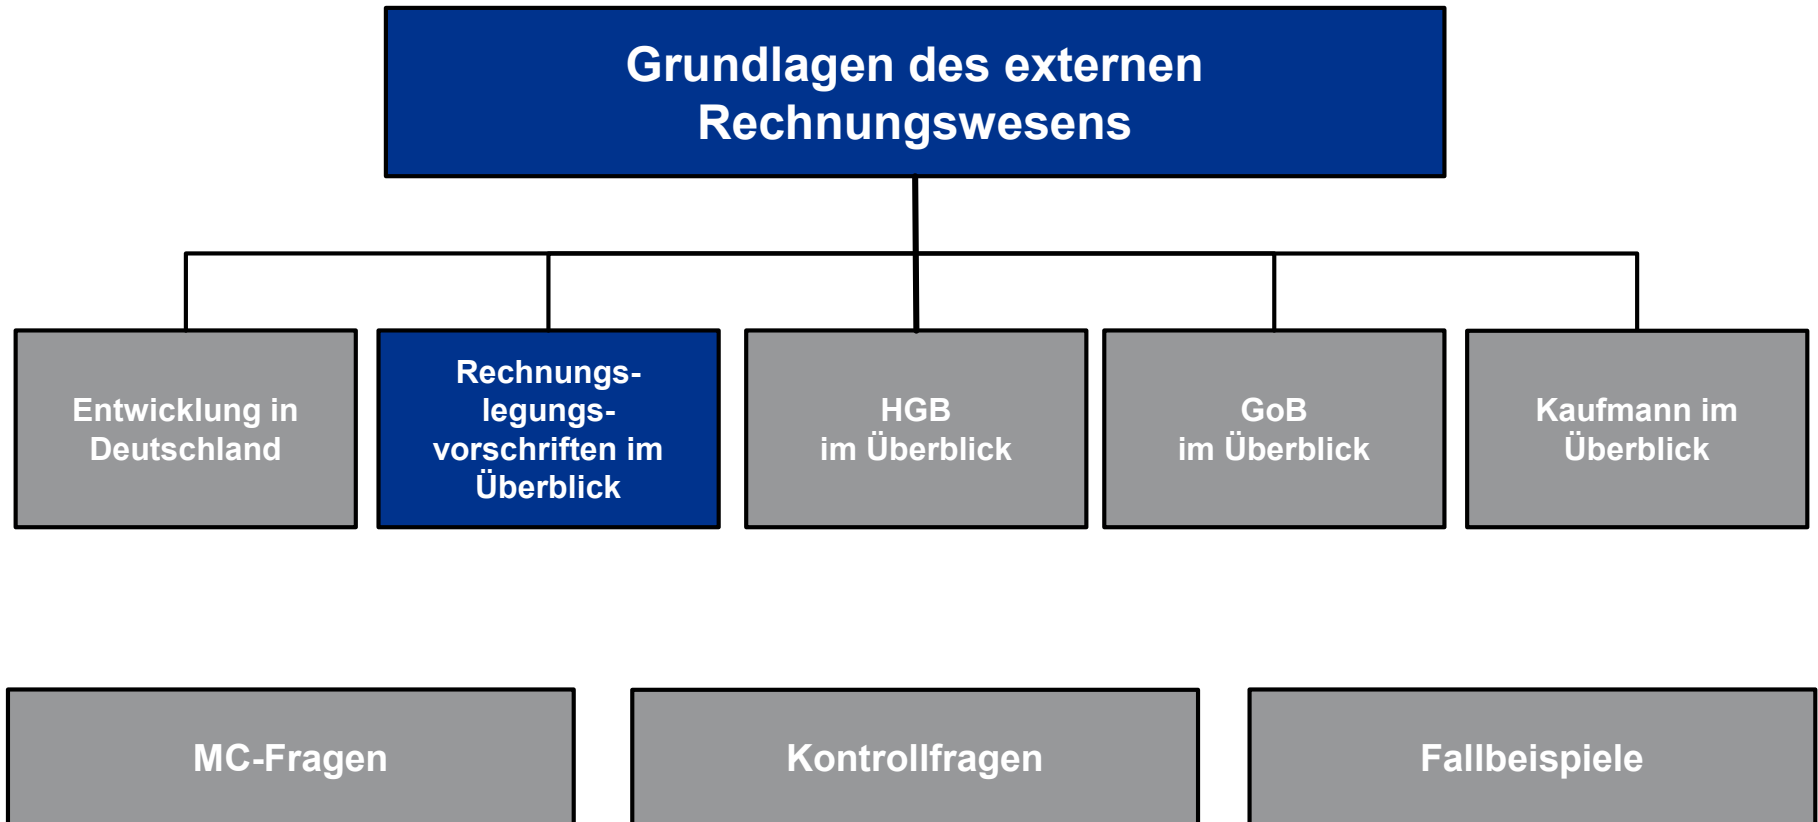 Grundlagen des externen
Rechnungswesens
Entwicklung in
Deutschland
Rechnungs-
legungs-
vorschriften im
Überblick
HGB
im Überblick
GoB
im Überblick
Kaufmann im
Überblick
MC-Fragen
Kontrollfragen
Fallbeispiele